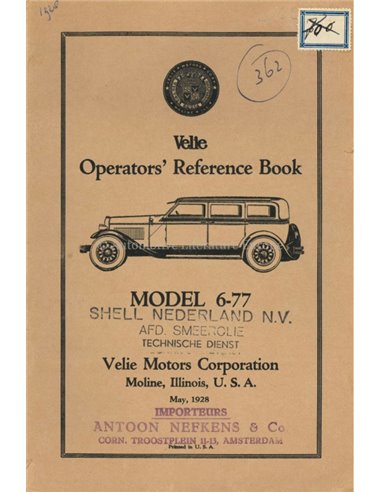 1928
800
362
Velie
Operators' Reference Book
MODEL 6-77
SHELL NEDERLAND N.V.
AFD. SMEEROLIE
TECHNISCHE DIENST
Velie Motors Corporation
Moline, Illinois, U. S. A.
May, 1928
IMPORTEURS
ANTOON NEFKENS & Co.
CORN. TROOSTPLEIN 11-13, AMSTERDAM
Printed in U. S. A.